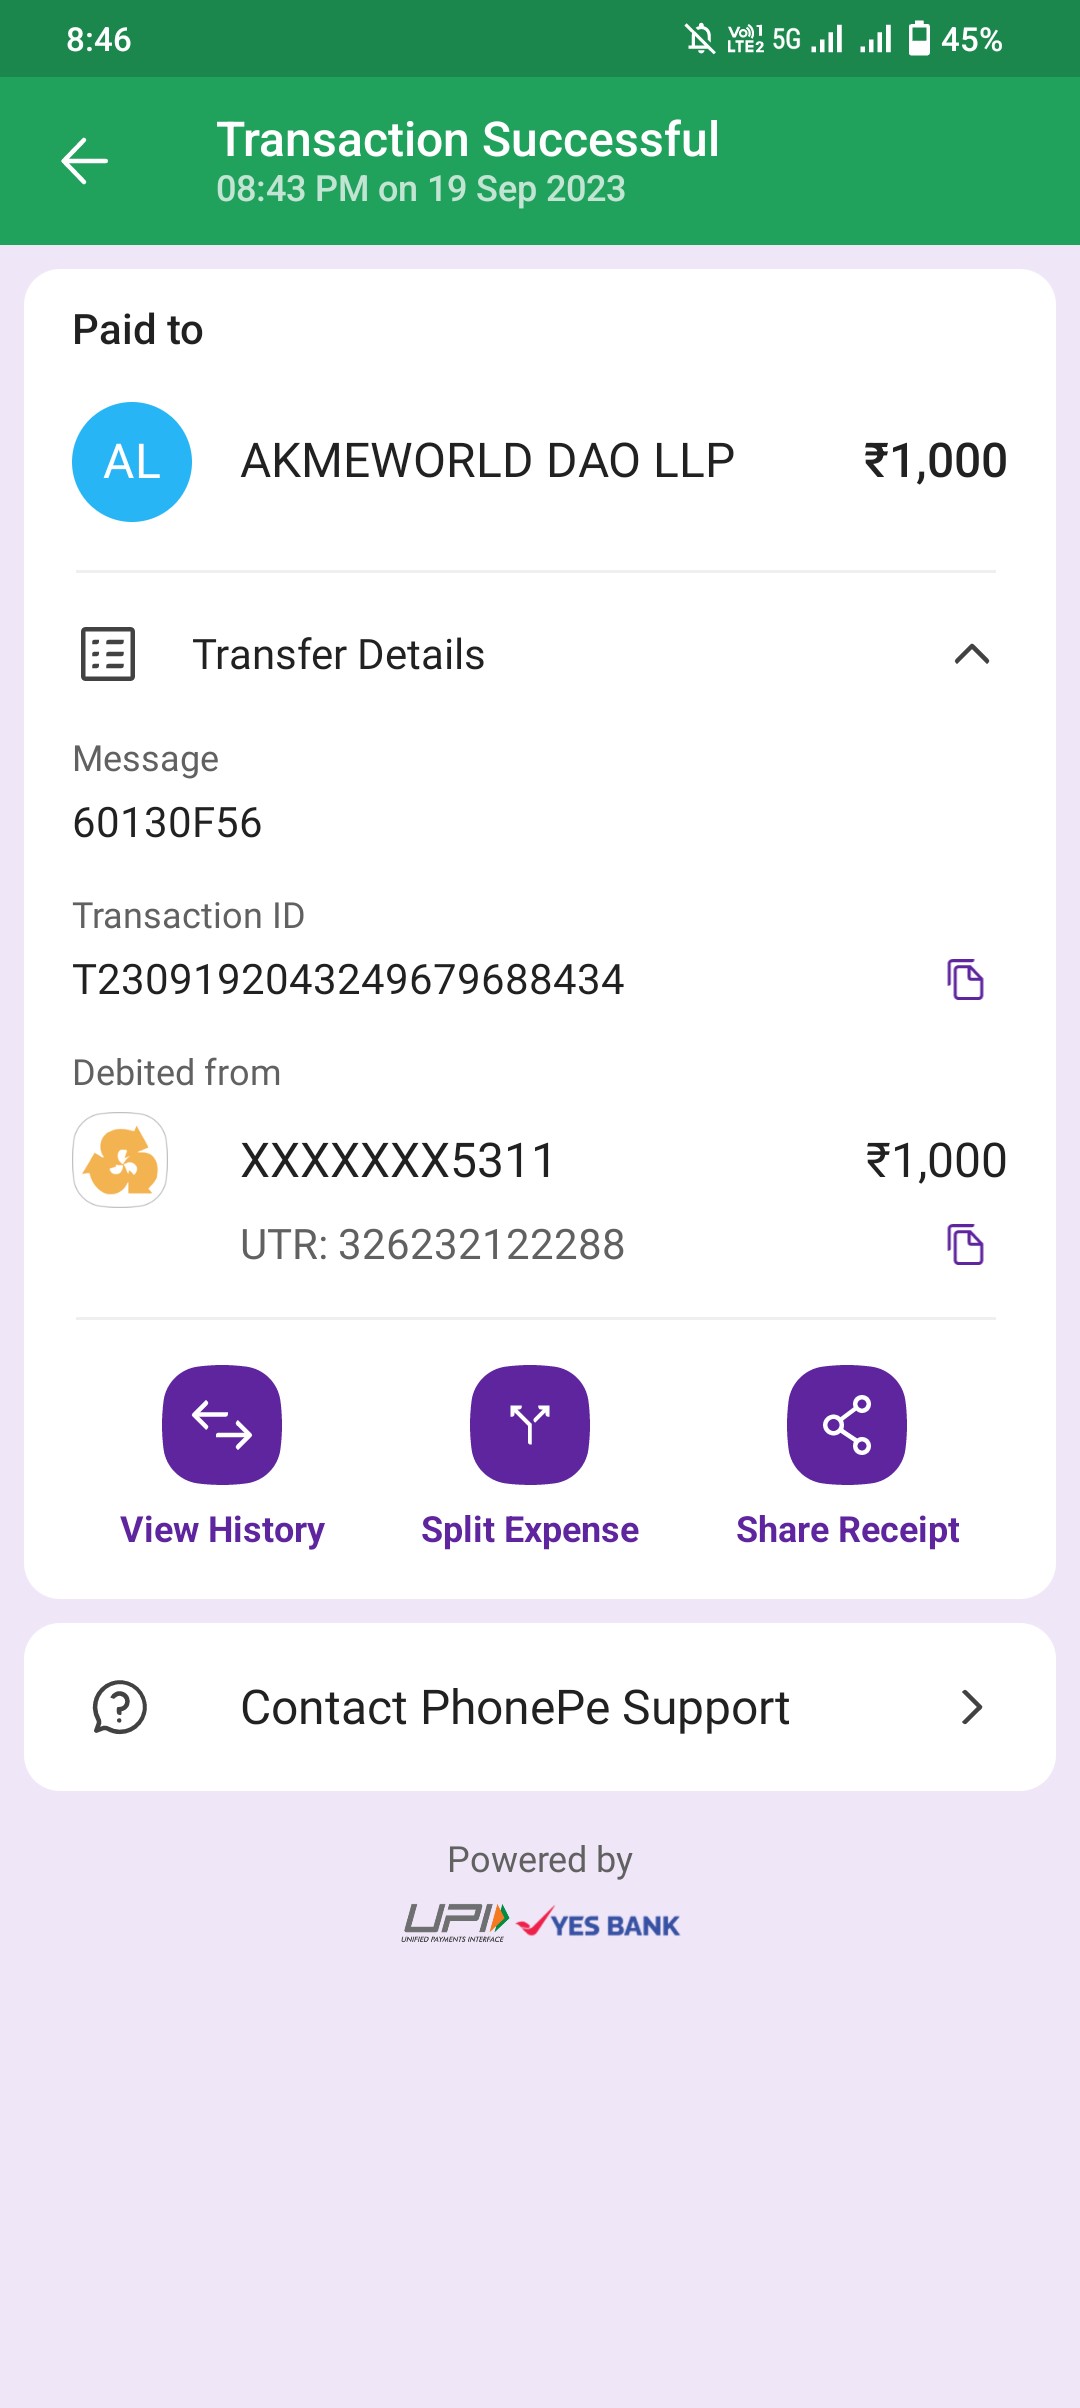 8:46
Vo)) 1
LTE2 5G 45%
Transaction Successful
08:43 PM on 19 Sep 2023
Paid to
AL AKMEWORLD DAO LLP ₹1,000
Transfer Details
Message
60130F56
Transaction ID
T2309192043249679688434
Debited from
XXXXXXX5311 ₹1,000
UTR: 326232122288
View History Split Expense Share Receipt
Contact PhonePe Support
Powered by
UPI YES BANK
UNIFIED PAYMENTS INTERFACE